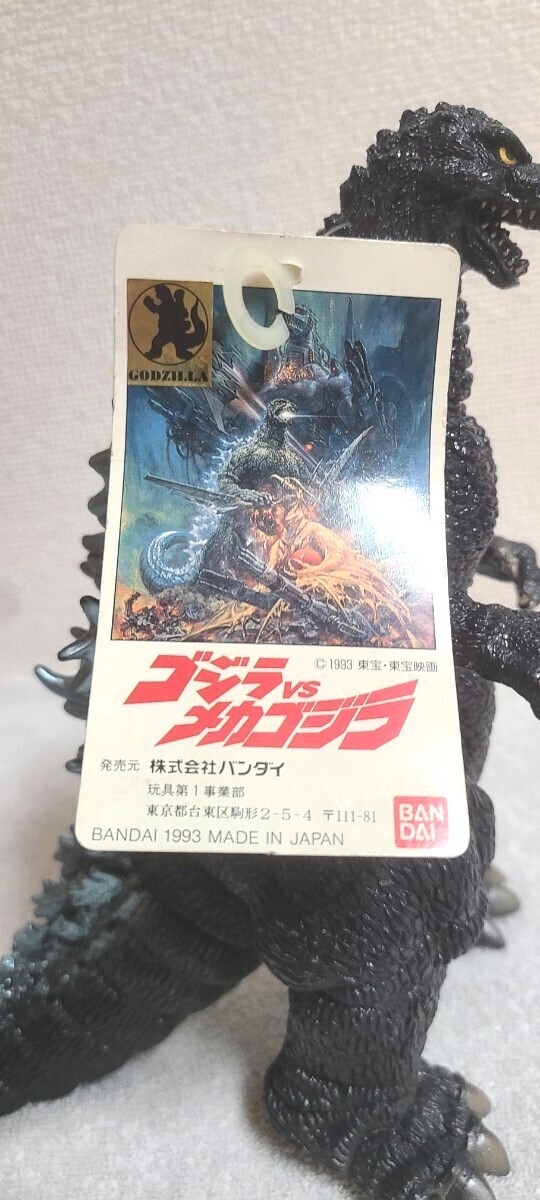 GODZILLA
©1993 東宝・東宝映画
ゴジラVS
メカゴジラ
発売元 株式会社バンダイ
玩具第1事業部
東京都台東区駒形2-5-4 〒111-81
BANDAI 1993 MADE IN JAPAN
BAN
DAI